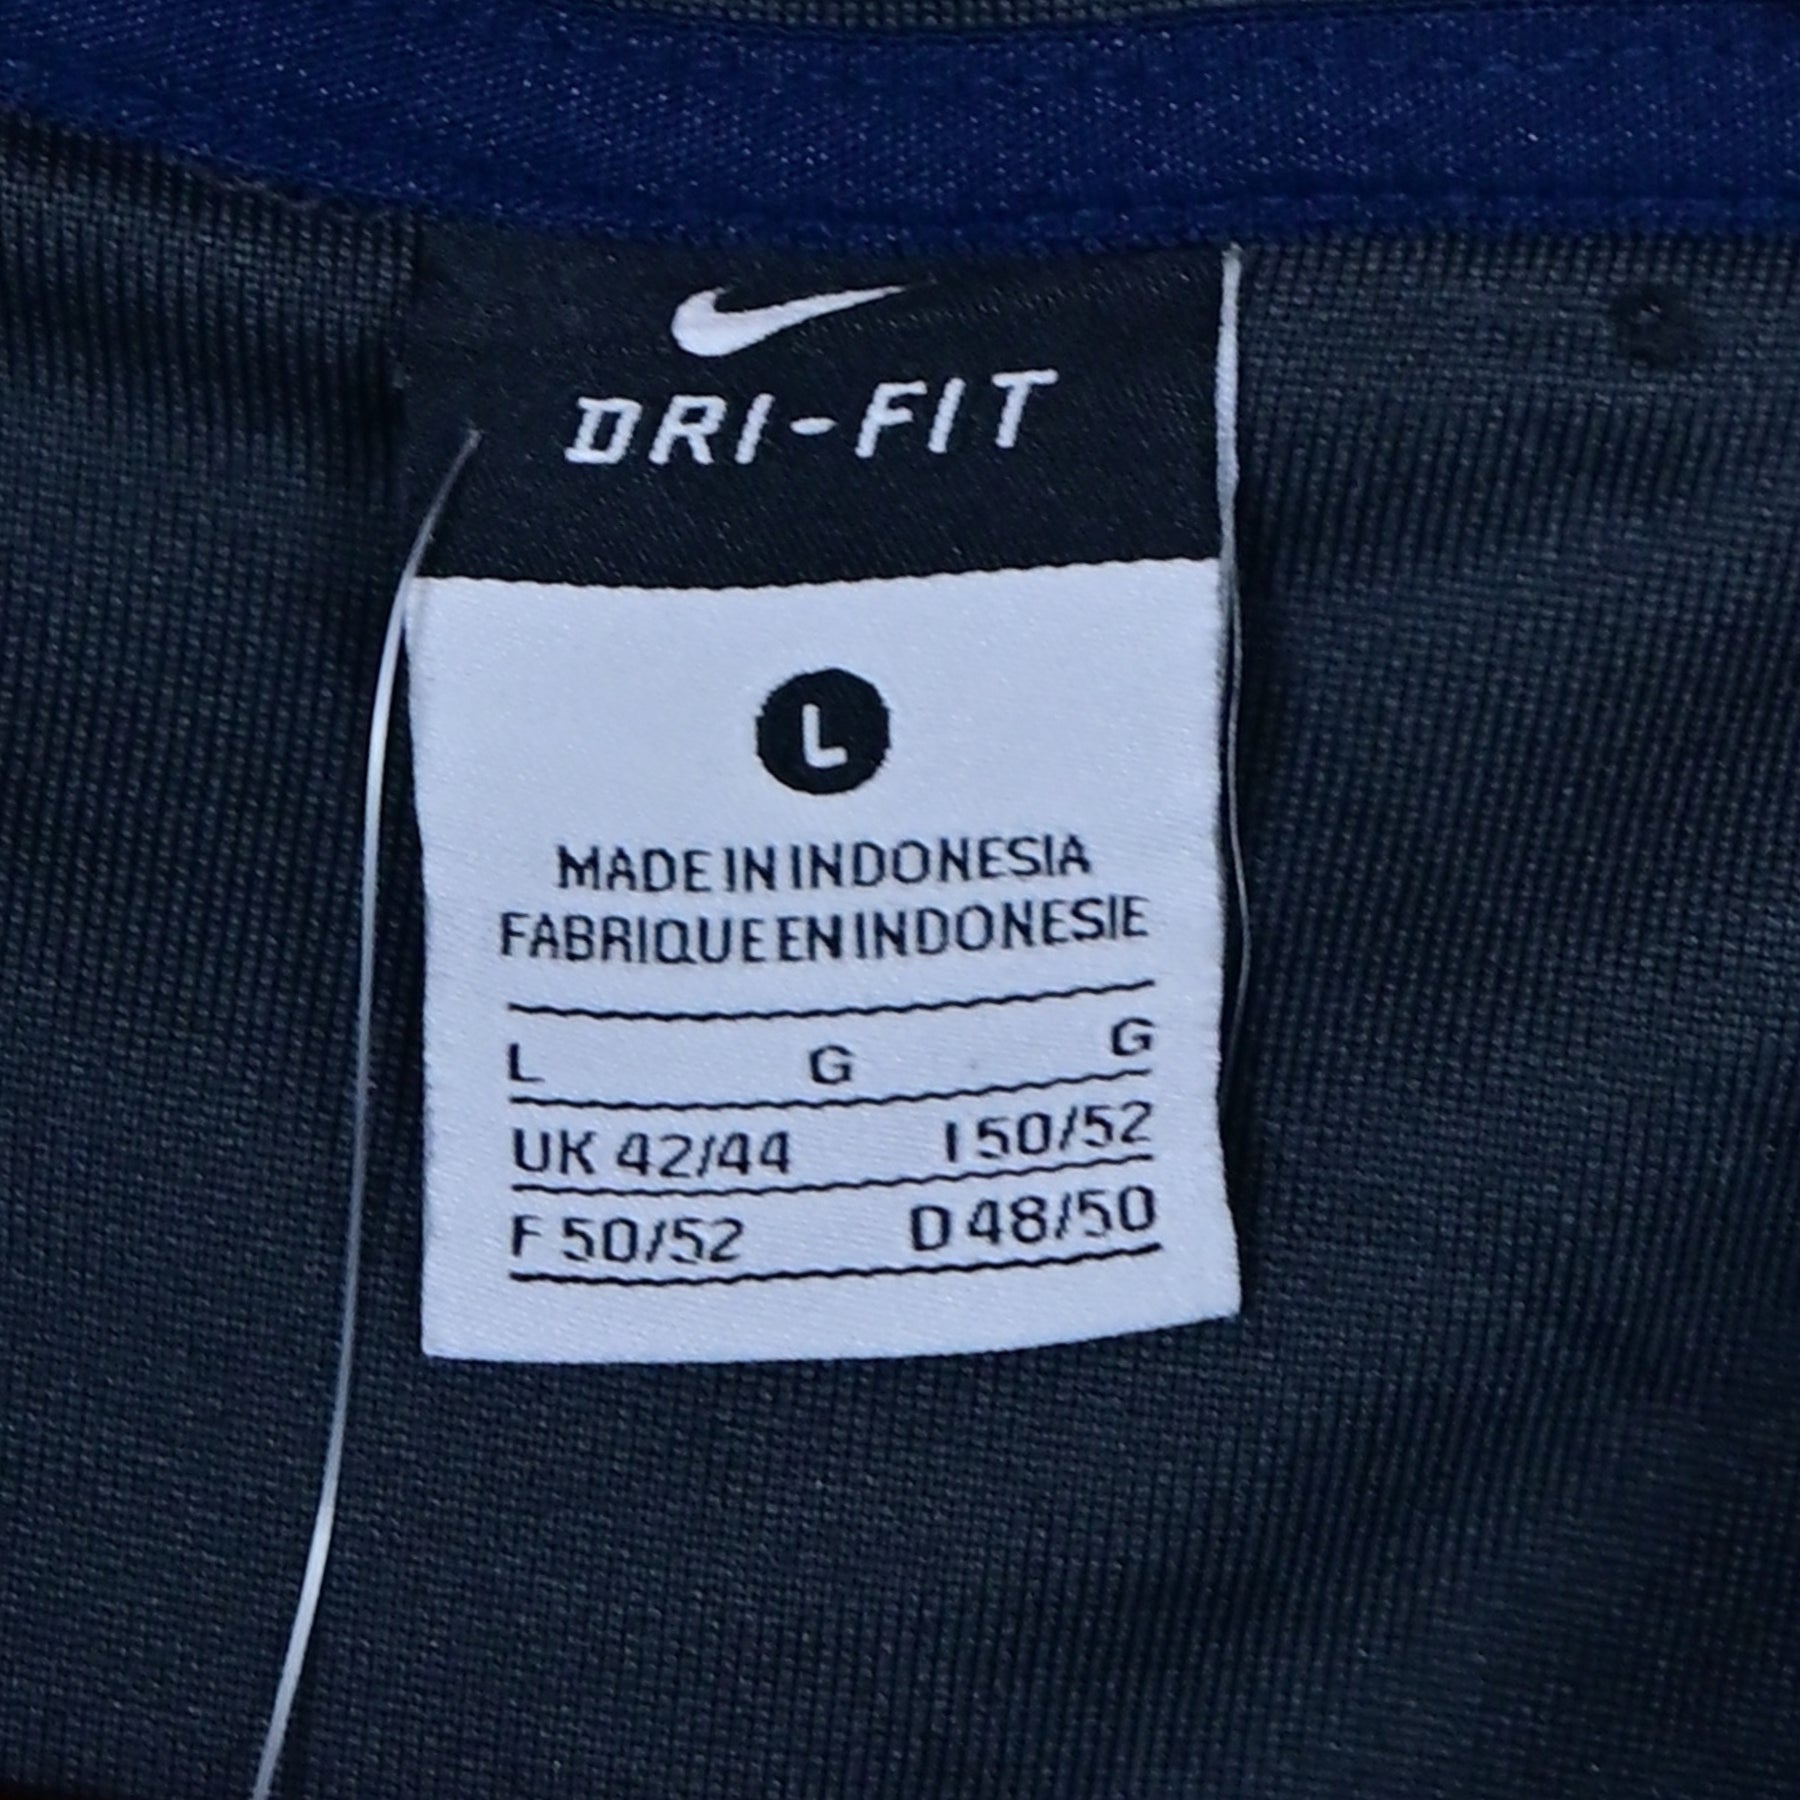 DRI-FIT
L
MADE IN INDONESIA
FABRIQUE EN INDONESIE
L G G
UK 42/44 I 50/52
F 50/52 D 48/50